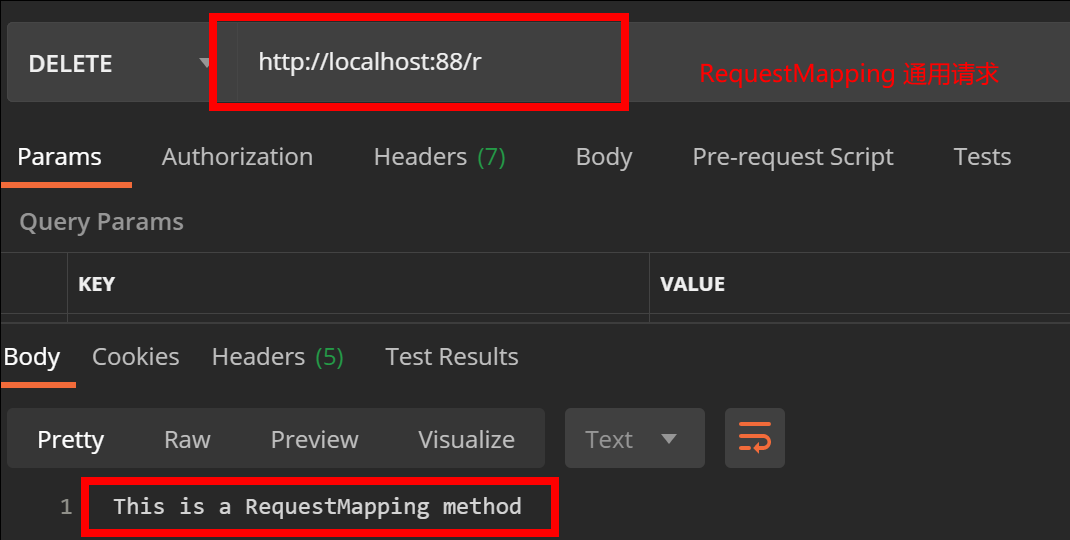 DELETE http://localhost:88/r RequestMapping 通用请求
Params Authorization Headers (7) Body Pre-request Script Tests
Query Params
KEY VALUE
Body Cookies Headers (5) Test Results
Pretty Raw Preview Visualize Text
1 This is a RequestMapping method